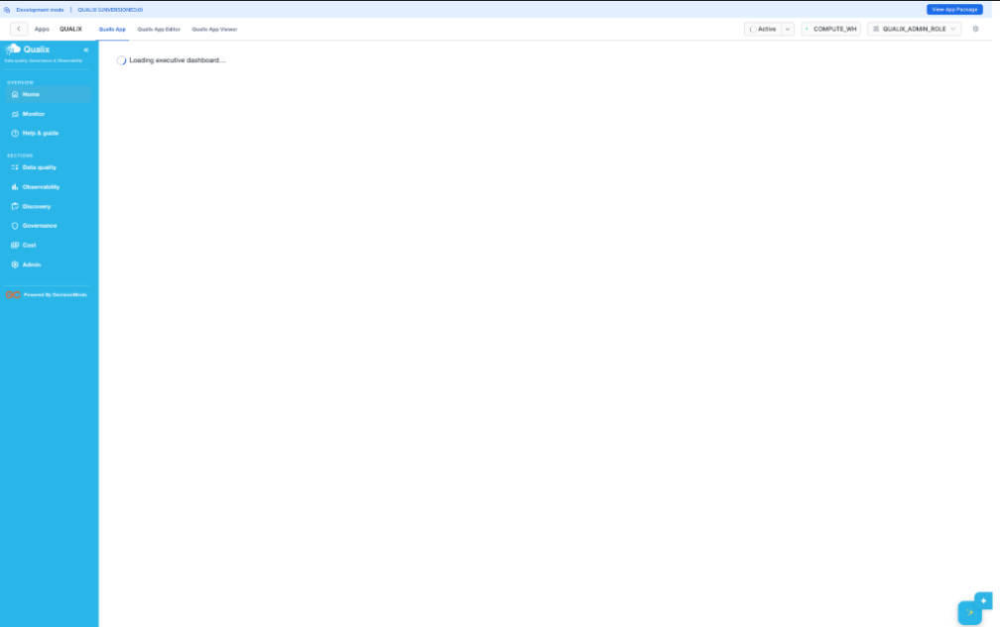 Development mode | QUALIX (UNVERSIONED.0)
View App Package
Apps QUALIX Qualix App Qualix App Editor Qualix App Viewer Active COMPUTE_WH QUALIX_ADMIN_ROLE
Qualix
Data quality, Governance & Observability
Loading executive dashboard...
OVERVIEW
Home
Monitor
Help & guide
SECTIONS
Data quality
Observability
Discovery
Governance
Cost
Admin
Powered By DecisionMinds